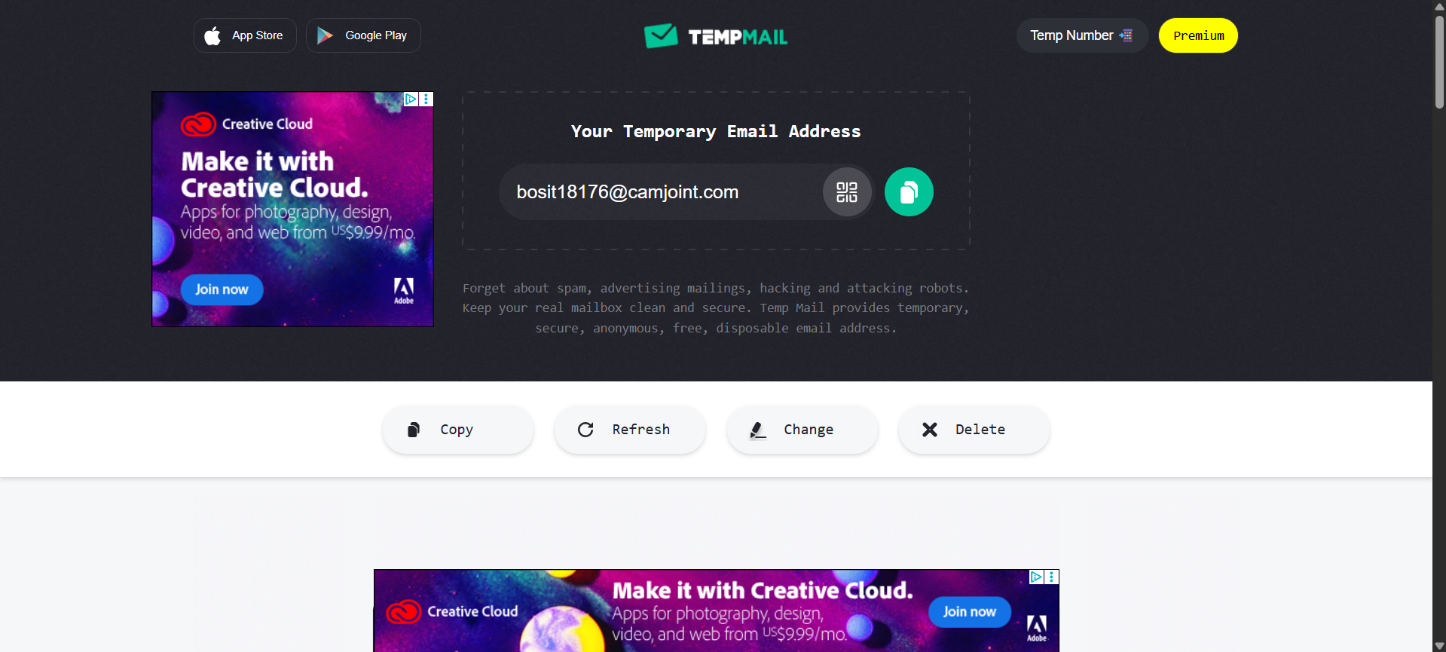 App Store
Google Play
TEMPMAIL
Temp Number
Premium
Creative Cloud
Make it with
Creative Cloud.
Apps for photography, design,
video, and web from US$9.99/mo.
Join now
Adobe
Your Temporary Email Address
bosit18176@camjoint.com
Forget about spam, advertising mailings, hacking and attacking robots.
Keep your real mailbox clean and secure. Temp Mail provides temporary,
secure, anonymous, free, disposable email address.
Copy
Refresh
Change
Delete
Creative Cloud
Make it with Creative Cloud.
Apps for photography, design,
video, and web from US$9.99/mo.
Join now
Adobe